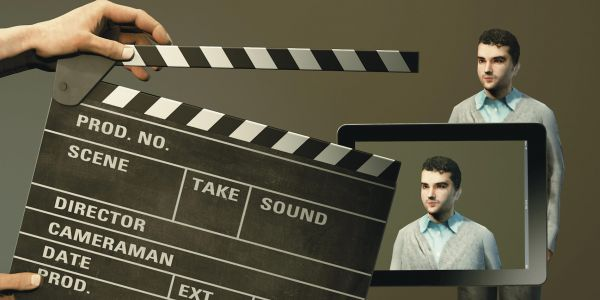 PROD. NO.
SCENE
TAKE
SOUND
DIRECTOR
CAMERAMAN
DATE
PROD.
EXT